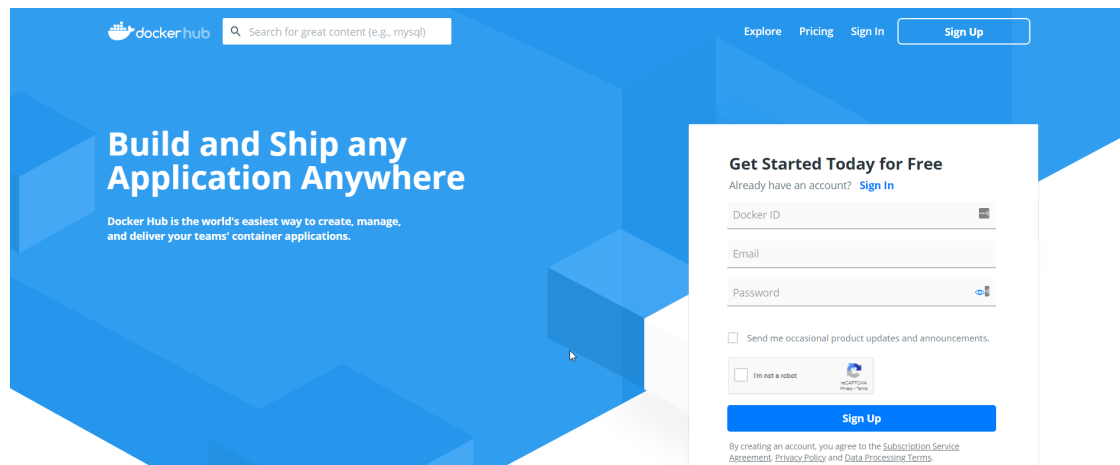 dockerhub
Search for great content (e.g., mysql)
Explore Pricing Sign In Sign Up
Build and Ship any
Application Anywhere
Docker Hub is the world's easiest way to create, manage,
and deliver your teams' container applications.
Get Started Today for Free
Already have an account? Sign In
Docker ID
Email
Password
Send me occasional product updates and announcements.
I'm not a robot
reCAPTCHA
Privacy - Terms
Sign Up
By creating an account, you agree to the Subscription Service
Agreement, Privacy Policy and Data Processing Terms.